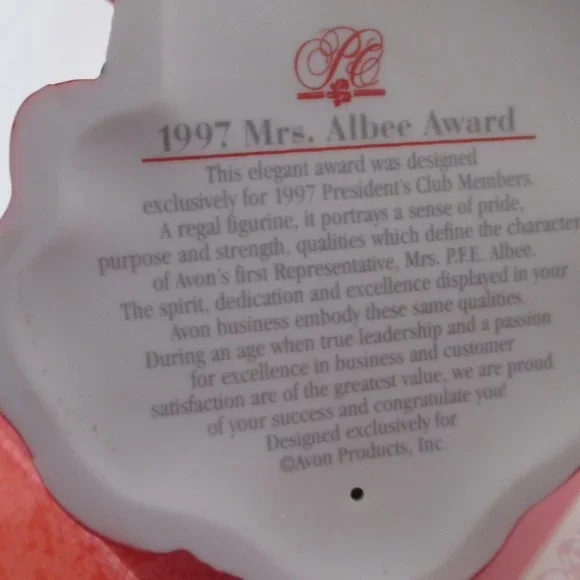 PC
1997 Mrs. Albee Award
This elegant award was designed
exclusively for 1997 President's Club Members.
A regal figurine, it portrays a sense of pride,
purpose and strength, qualities which define the character
of Avon's first Representative, Mrs. P.F.E. Albee.
The spirit, dedication and excellence displayed in your
Avon business embody these same qualities.
During an age when true leadership and a passion
for excellence in business and customer
satisfaction are of the greatest value, we are proud
of your success and congratulate you!
Designed exclusively for
©Avon Products, Inc.